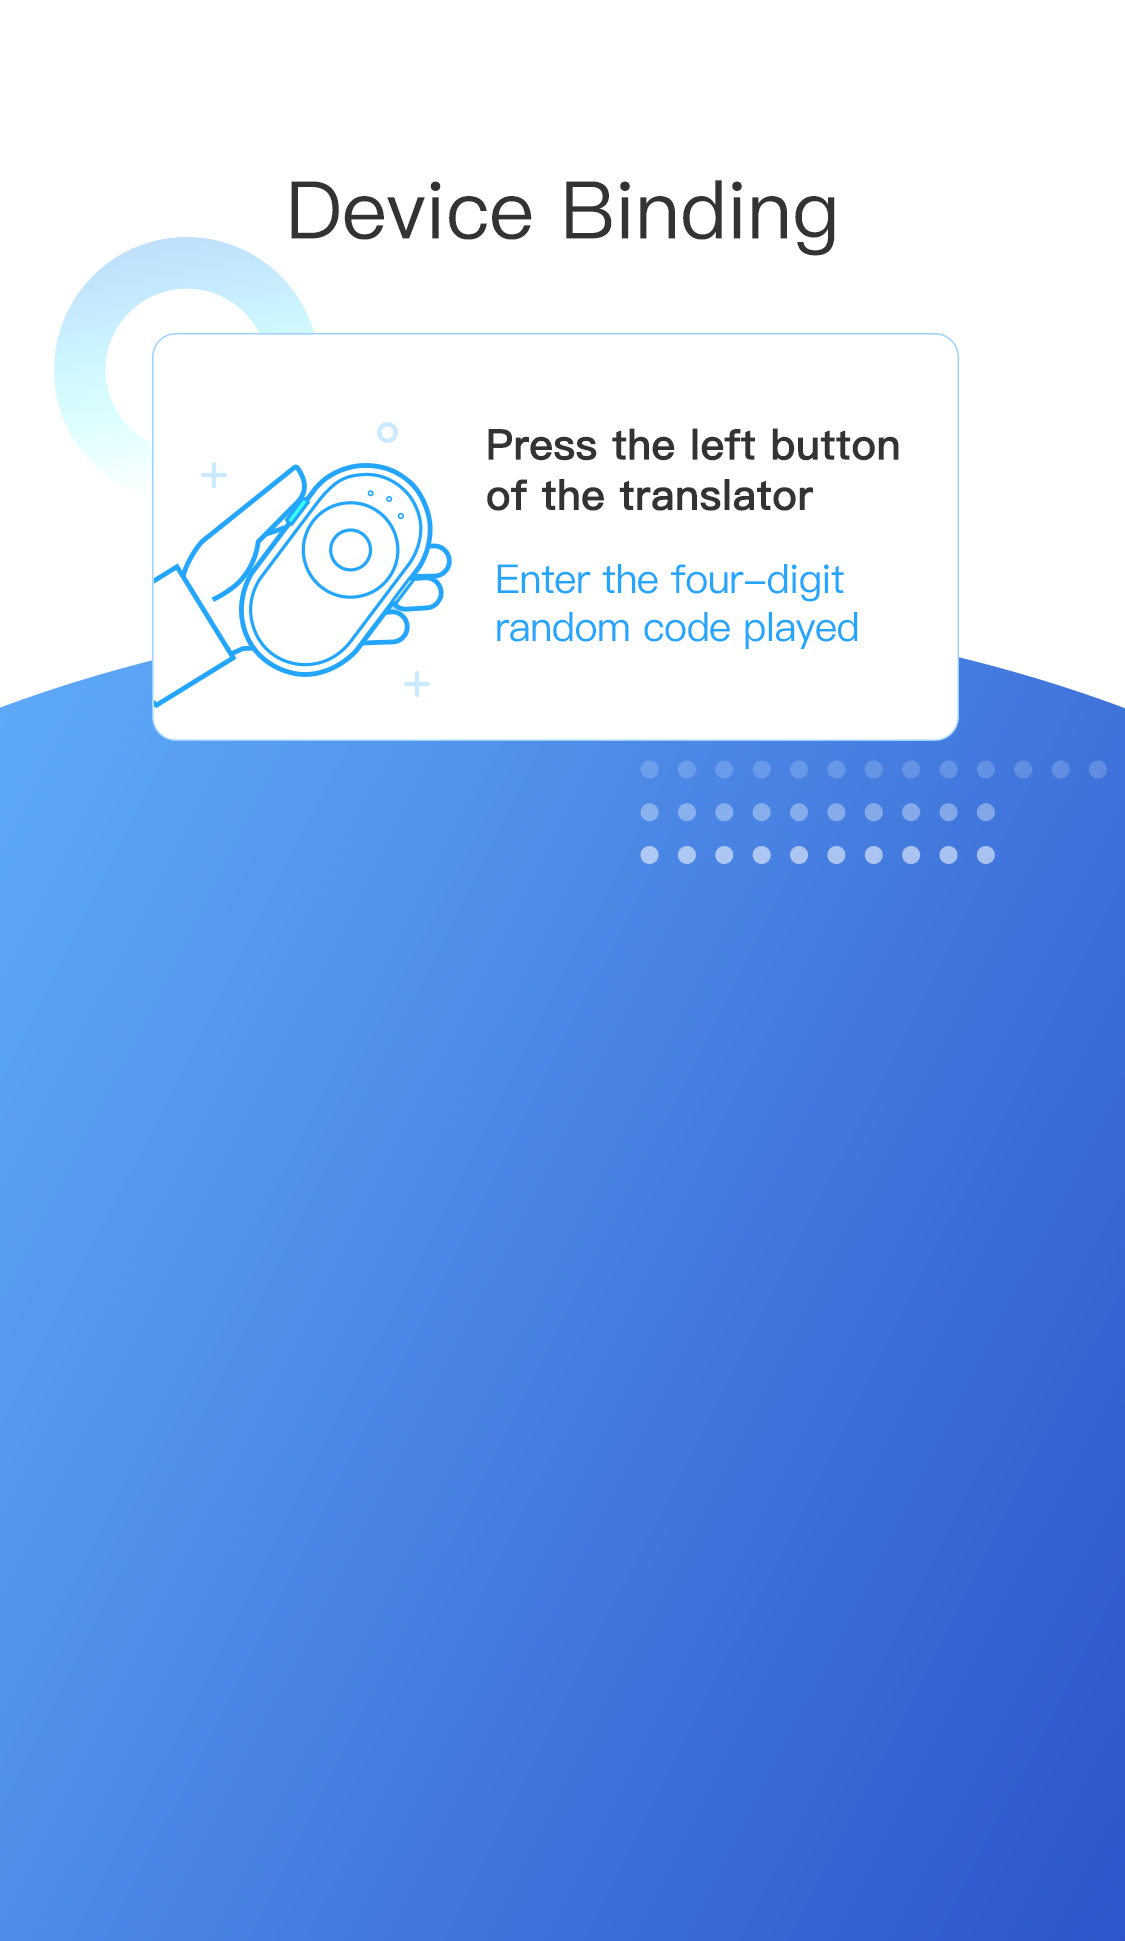 Device Binding
Press the left button
of the translator
Enter the four–digit
random code played